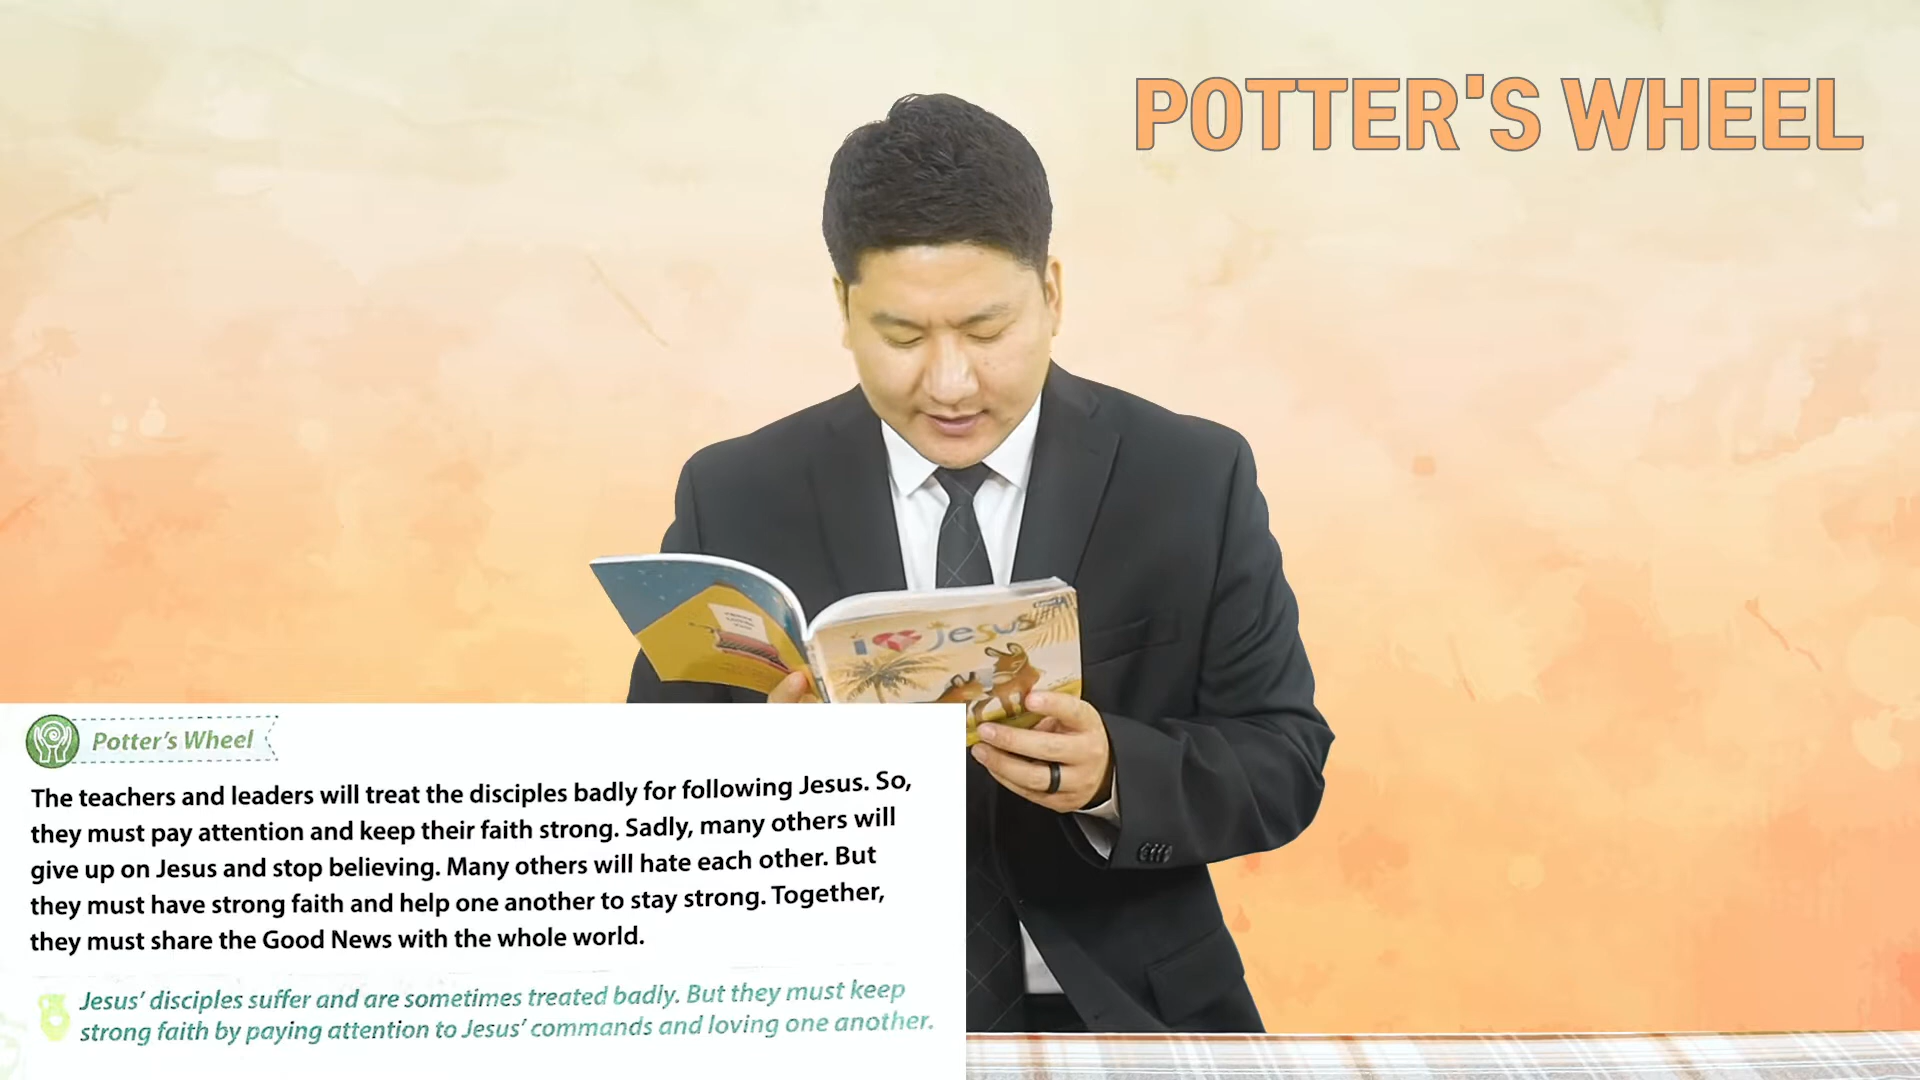 POTTER'S WHEEL
i Jesus
Potter's Wheel
The teachers and leaders will treat the disciples badly for following Jesus. So,
they must pay attention and keep their faith strong. Sadly, many others will
give up on Jesus and stop believing. Many others will hate each other. But
they must have strong faith and help one another to stay strong. Together,
they must share the Good News with the whole world.
Jesus' disciples suffer and are sometimes treated badly. But they must keep
strong faith by paying attention to Jesus' commands and loving one another.